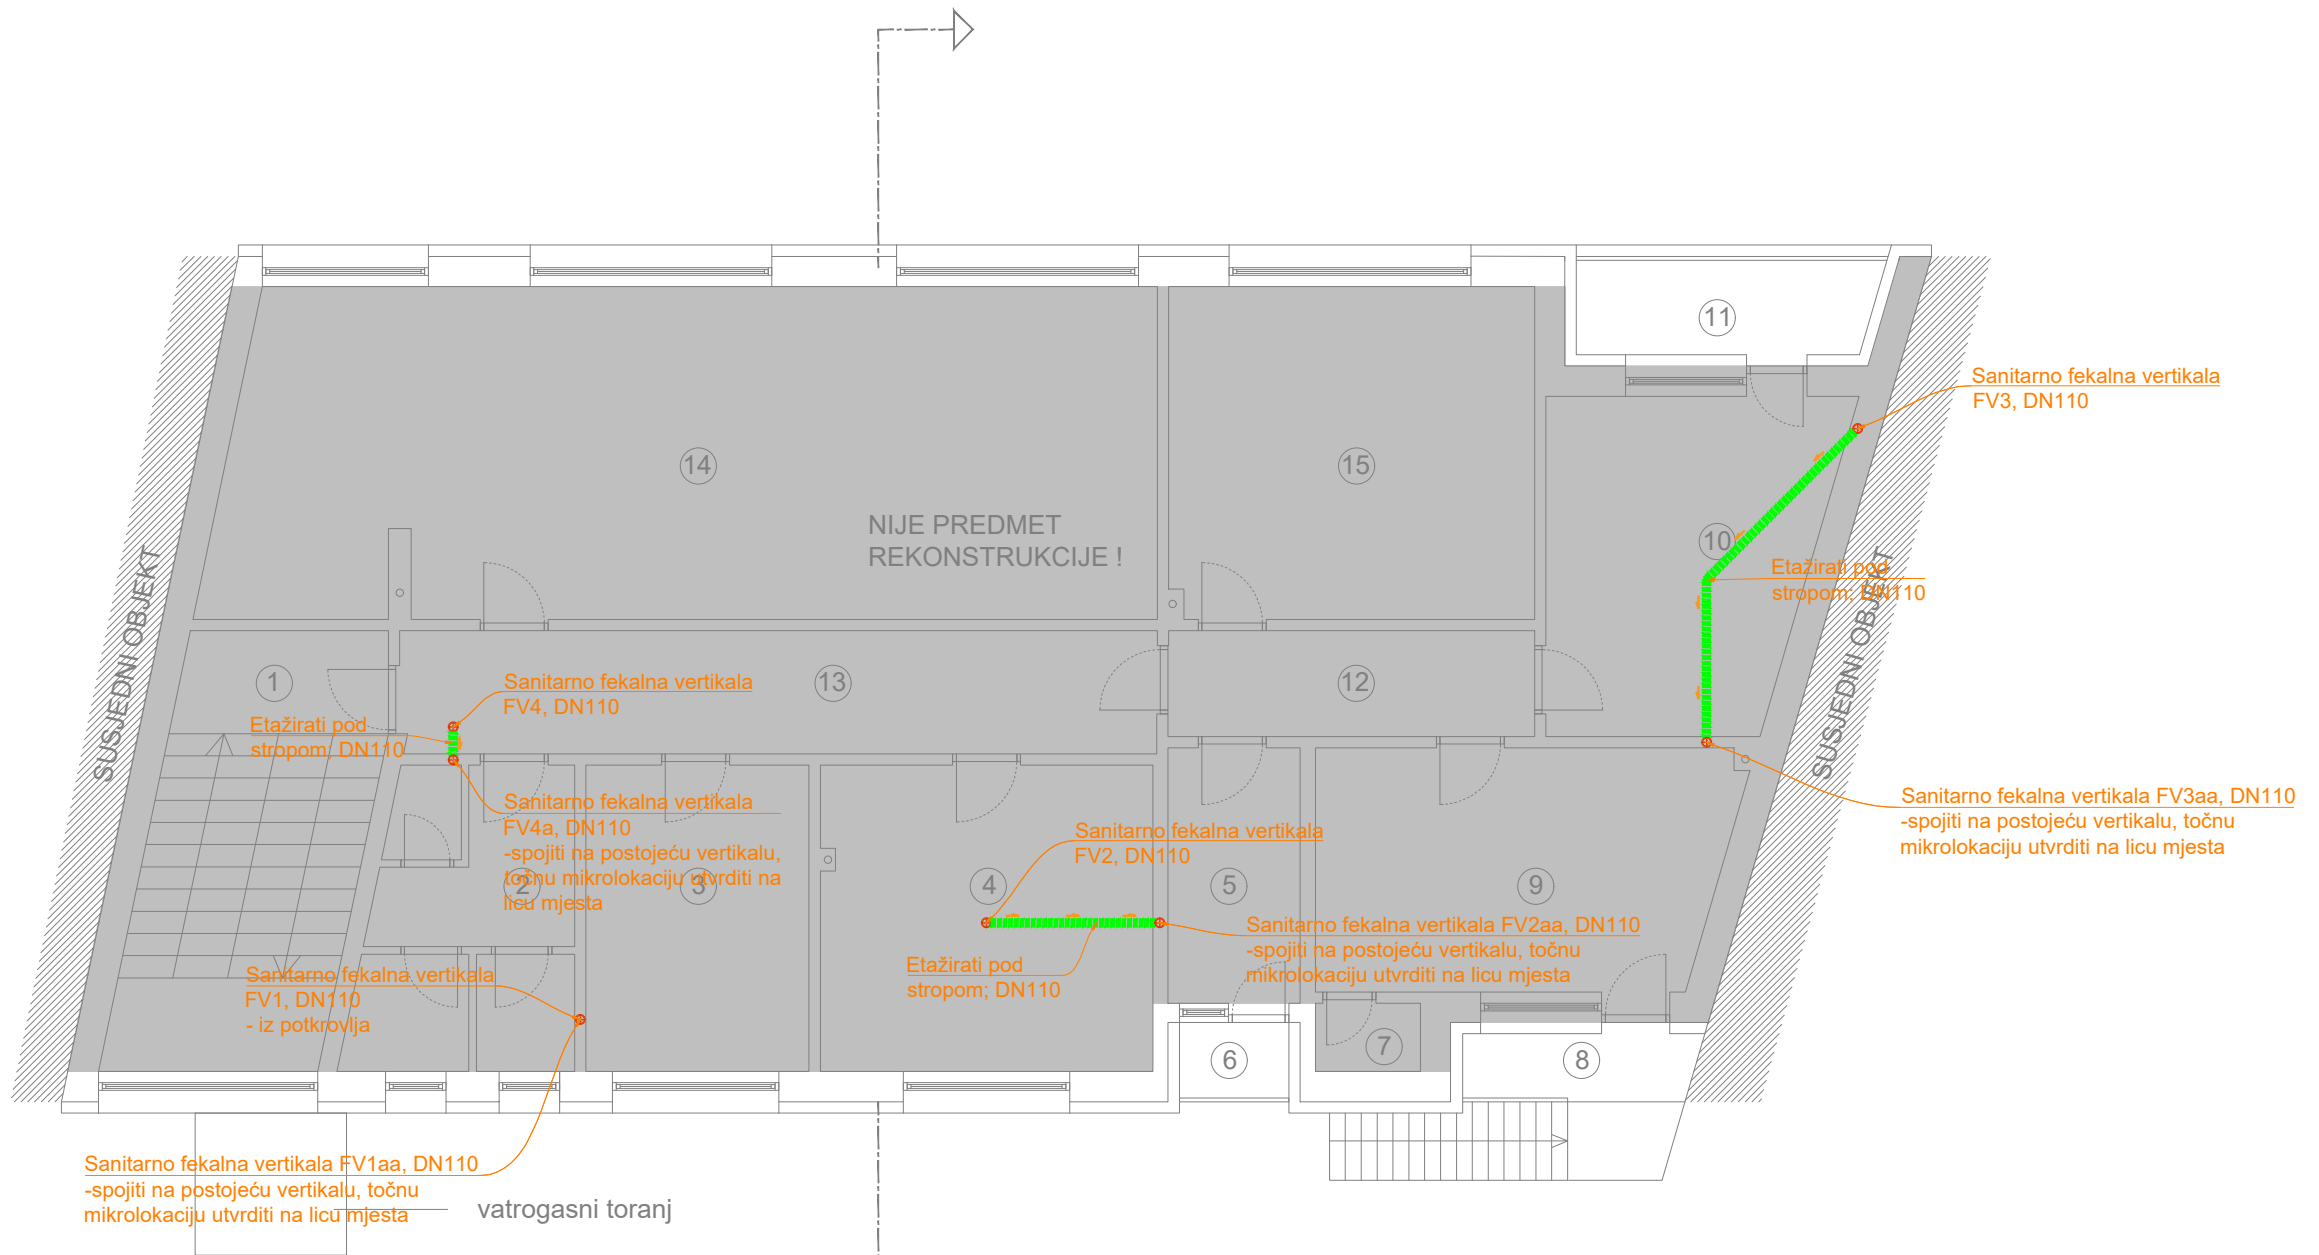 11
Sanitarno fekalna vertikala
FV3, DN110
14
15
NIJE PREDMET
REKONSTRUKCIJE !
10
Etažirati pod
stropom; DN110
SUSJEDNI OBJEKT
SUSJEDNI OBJEKT
1
13
12
Sanitarno fekalna vertikala
FV4, DN110
Etažirati pod
stropom; DN110
Sanitarno fekalna vertikala
FV4a, DN110
-spojiti na postojeću vertikalu,
točnu mikrolokaciju utvrditi na
licu mjesta
Sanitarno fekalna vertikala FV3aa, DN110
-spojiti na postojeću vertikalu, točnu
mikrolokaciju utvrditi na licu mjesta
Sanitarno fekalna vertikala
FV2, DN110
2
3
4
5
9
Sanitarno fekalna vertikala FV2aa, DN110
-spojiti na postojeću vertikalu, točnu
mikrolokaciju utvrditi na licu mjesta
Etažirati pod
stropom; DN110
Sanitarno fekalna vertikala
FV1, DN110
- iz potkrovlja
6
7
8
Sanitarno fekalna vertikala FV1aa, DN110
-spojiti na postojeću vertikalu, točnu
mikrolokaciju utvrditi na licu mjesta
vatrogasni toranj